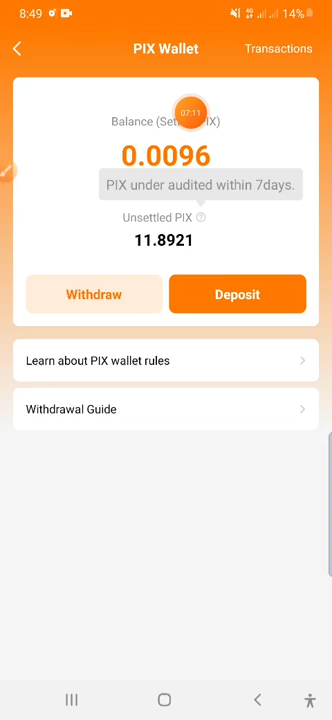 8:49
14%
PIX Wallet
Transactions
07:11
Balance (Set IX)
0.0096
PIX under audited within 7days.
Unsettled PIX
11.8921
Withdraw
Deposit
Learn about PIX wallet rules
Withdrawal Guide